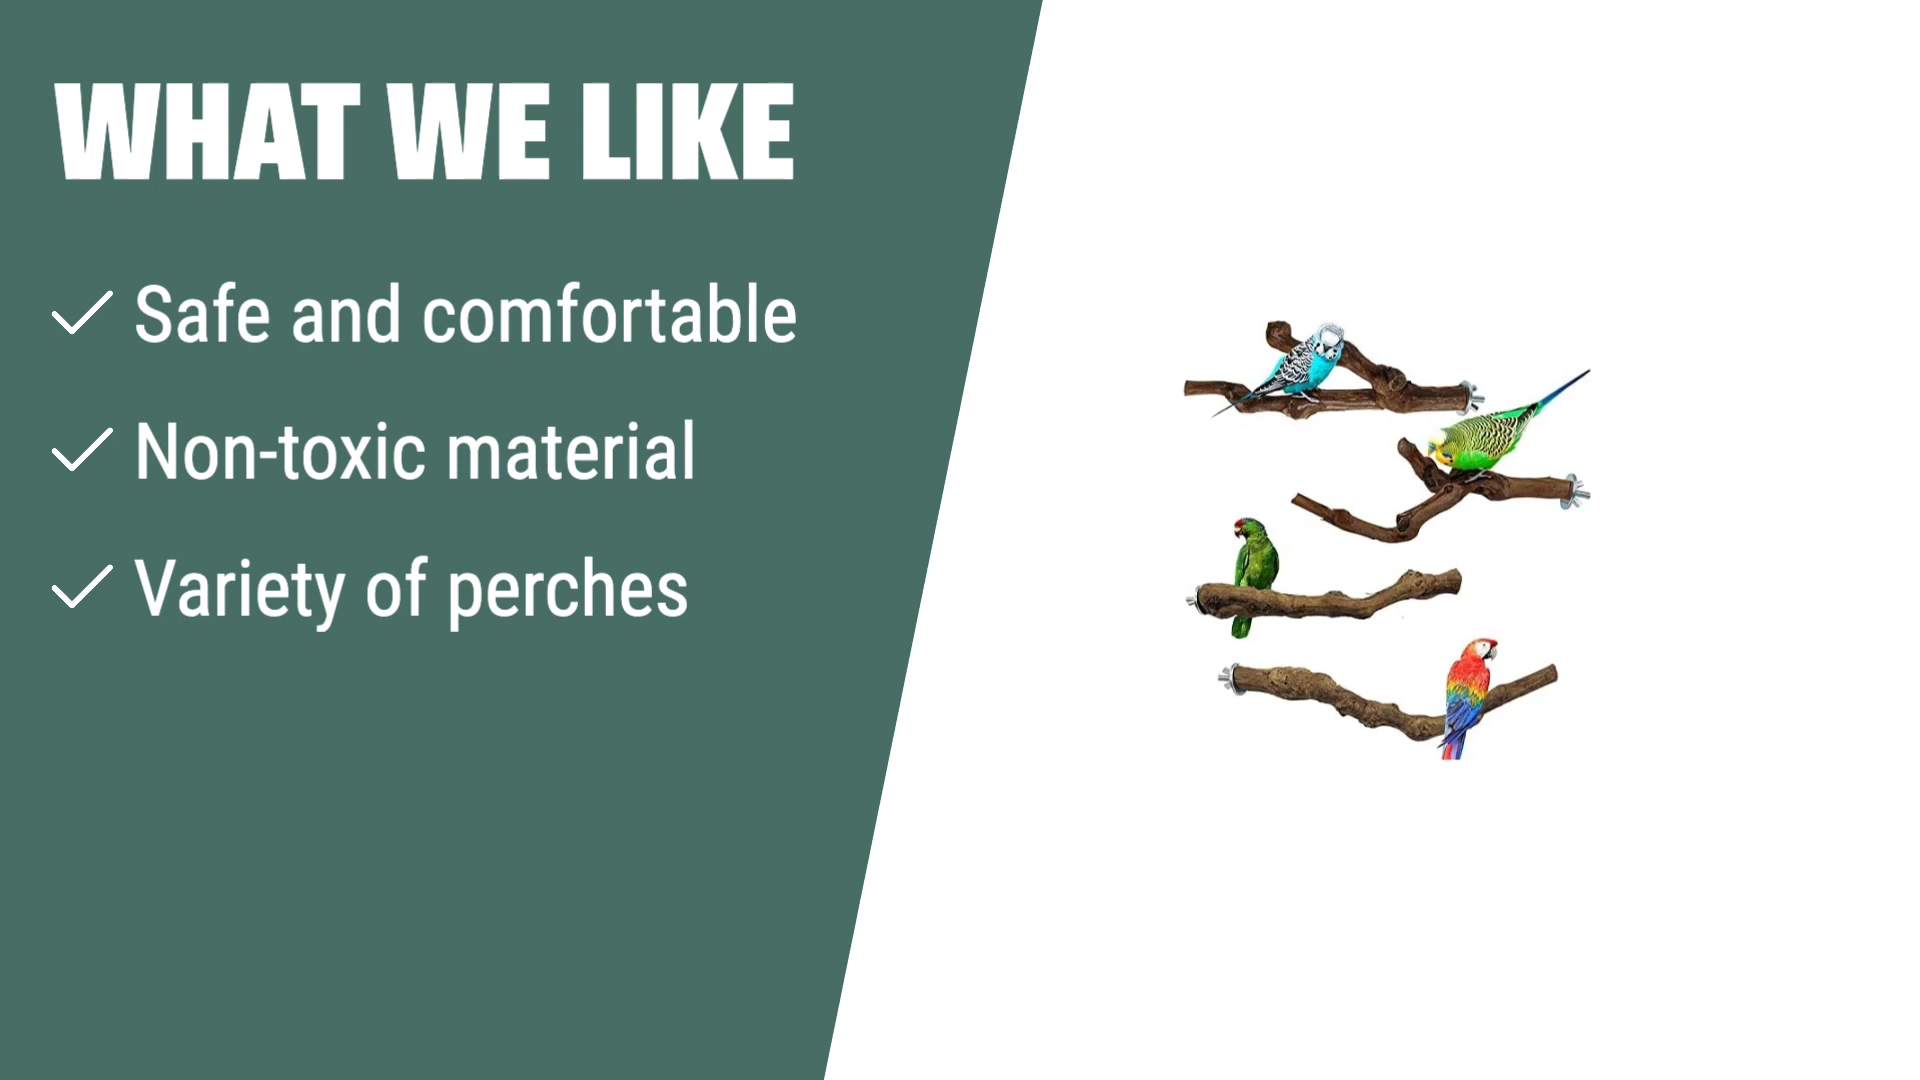 WHAT WE LIKE
Safe and comfortable
Non-toxic material
Variety of perches